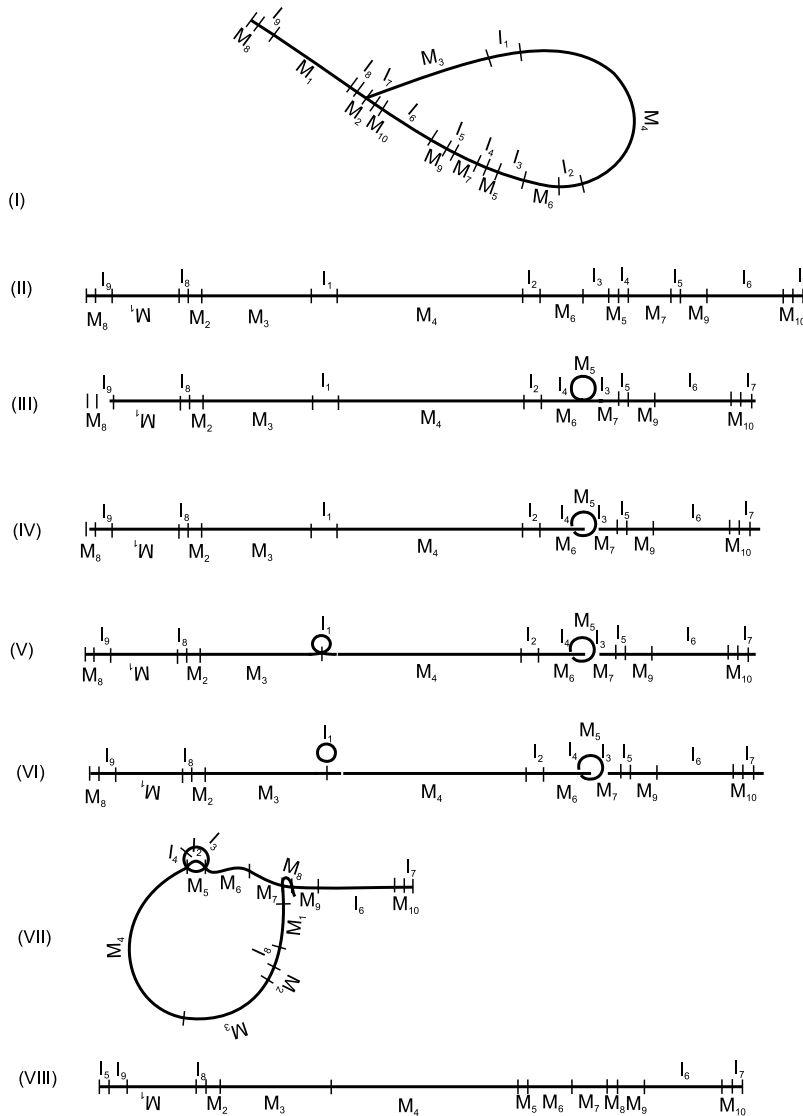 I₉ M₈ M₁ I₈ I₇ M₂ M₁₀ I₆ M₃ I₁ M₄ I₅ M₉ M₇ I₄ M₅ I₃ M₆ I₂
(I)
I₉ I₈ I₁ I₂ I₃ I₄ I₅ I₆ I
(II)
M₈ M₁ M₂ M₃ M₄ M₆ M₅ M₇ M₉ M₁₀
M₅
I₉ I₈ I₁ I₂ I₄ I₃ I₅ I₆ I₇
(III)
M₈ M₁ M₂ M₃ M₄ M₆ M₇ M₉ M₁₀
M₅
I₉ I₈ I₁ I₂ I₄ I₃ I₅ I₆ I₇
(IV)
M₈ M₁ M₂ M₃ M₄ M₆ M₇ M₉ M₁₀
M₅
I₉ I₈ I₁ I₂ I₄ I₃ I₅ I₆ I₇
(V)
M₈ M₁ M₂ M₃ M₄ M₆ M₇ M₉ M₁₀
M₅
I₉ I₈ I₁ I₂ I₄ I₃ I₅ I₆ I₇
(VI)
M₈ M₁ M₂ M₃ M₄ M₆ M₇ M₉ M₁₀
I₄ I₂ I₃ M₅ M₆ M₇ M₈ M₉ I₆ M₁₀ I₇
(VII)
M₄ M₁ I₈ M₂ M₃
I₅ I₉ I₈ I₆ I₇
(VIII)
M₁ M₂ M₃ M₄ M₅ M₆ M₇ M₈ M₉ M₁₀